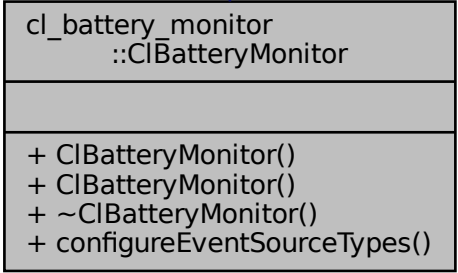 cl_battery_monitor
::ClBatteryMonitor
+ ClBatteryMonitor()
+ ClBatteryMonitor()
+ ~ClBatteryMonitor()
+ configureEventSourceTypes()